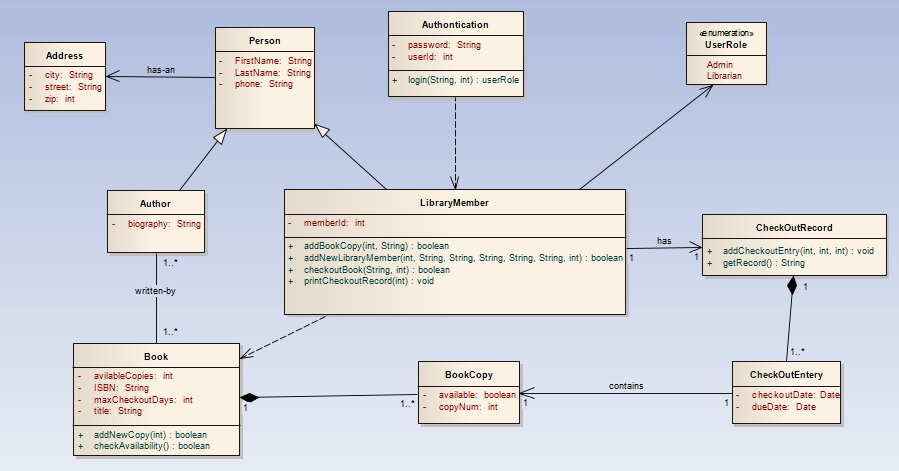 Address
- city: String
- street: String
- zip: int
has-an
Person
- FirstName: String
- LastName: String
- phone: String
Authontication
- password: String
- userId: int
+ login(String, int) : userRole
«enumeration»
UserRole
Admin
Librarian
Author
- biography: String
LibraryMember
- memberId: int
+ addBookCopy(int, String) : boolean
+ addNewLibraryMember(int, String, String, String, String, String, int) : boolean
+ checkoutBook(String, int) : boolean
+ printCheckoutRecord(int) : void
has
1
1
CheckOutRecord
+ addCheckoutEntry(int, int, int) : void
+ getRecord() : String
1
1..*
1..*
written-by
1..*
Book
- avilableCopies: int
- ISBN: String
- maxCheckoutDays: int
- title: String
+ addNewCopy(int) : boolean
+ checkAvailability() : boolean
1
1..*
BookCopy
- available: boolean
- copyNum: int
1
contains
1
CheckOutEntery
- checkoutDate: Date
- dueDate: Date